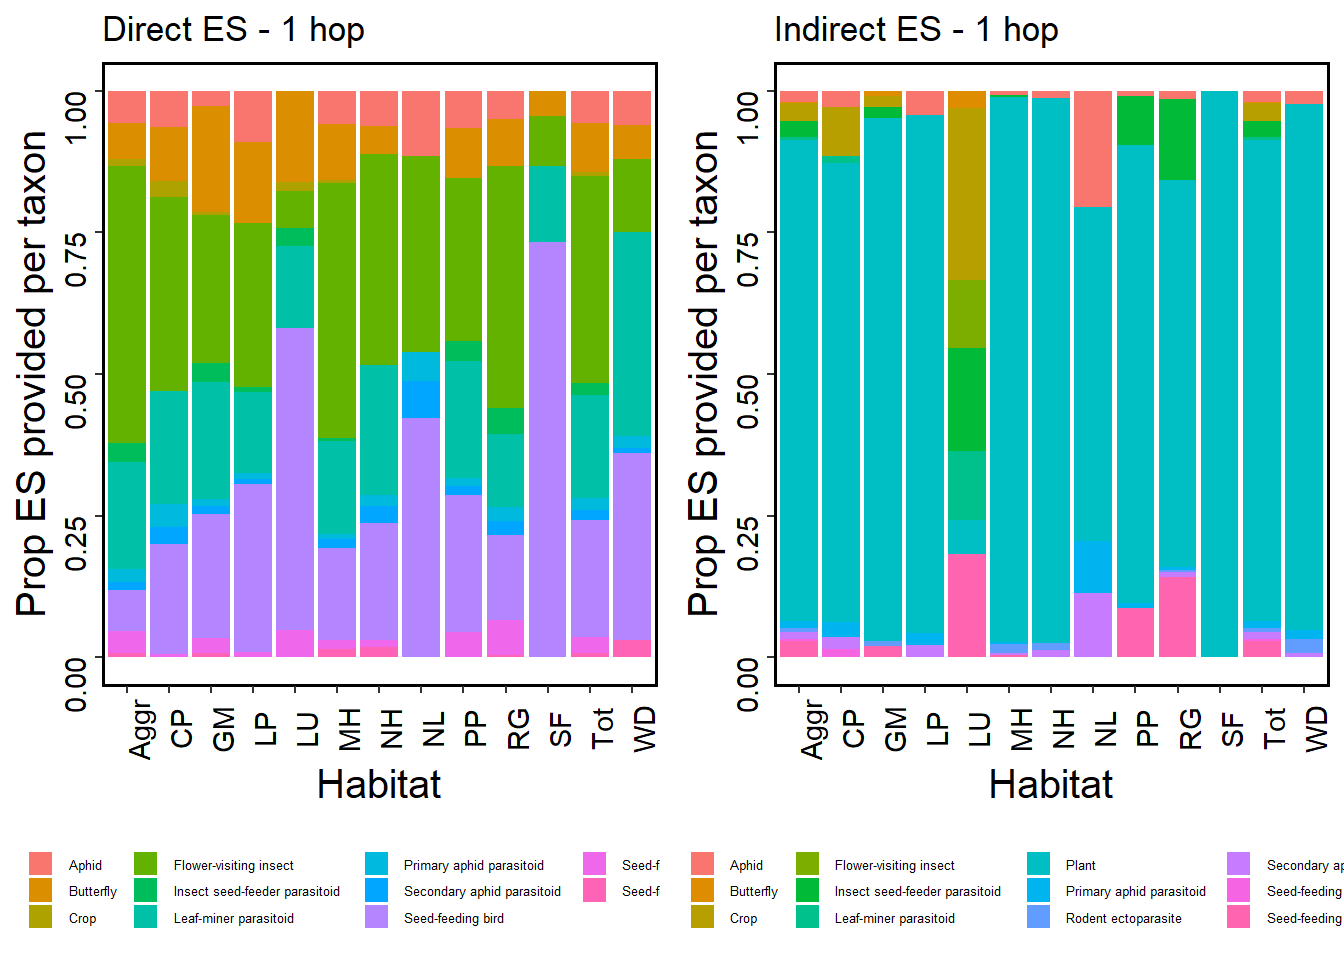 Direct ES - 1 hop
Prop ES provided per taxon
1.00
0.75
0.50
0.25
0.00
Aggr CP GM LP LU MH NH NL PP RG SF Tot WD
Habitat
Aphid Flower-visiting insect Primary aphid parasitoid Seed-f
Butterfly Insect seed-feeder parasitoid Secondary aphid parasitoid Seed-f
Crop Leaf-miner parasitoid Seed-feeding bird
Indirect ES - 1 hop
Prop ES provided per taxon
1.00
0.75
0.50
0.25
0.00
Aggr CP GM LP LU MH NH NL PP RG SF Tot WD
Habitat
Aphid Flower-visiting insect Plant Secondary ap
Butterfly Insect seed-feeder parasitoid Primary aphid parasitoid Seed-feeding
Crop Leaf-miner parasitoid Rodent ectoparasite Seed-feeding